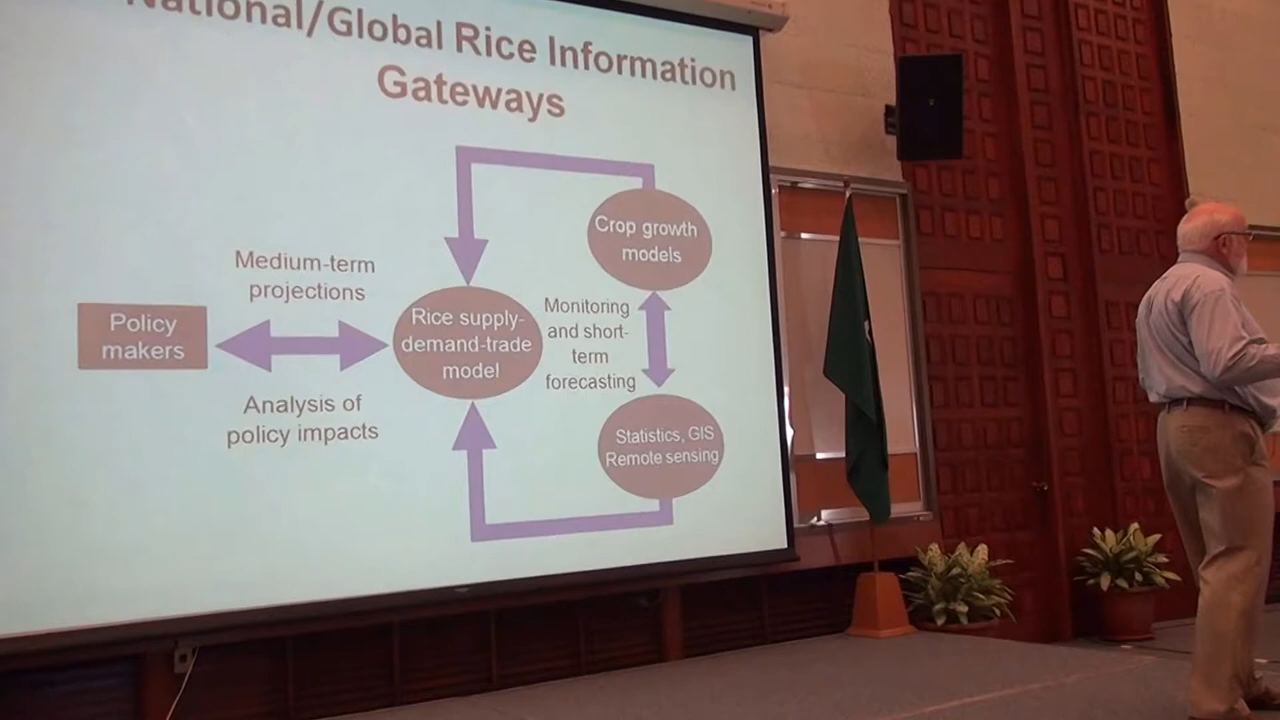 National/Global Rice Information
Gateways
Crop growth
models
Medium-term
projections
Policy
makers
Rice supply-
demand-trade
model
Monitoring
and short-
term
forecasting
Analysis of
policy impacts
Statistics, GIS
Remote sensing